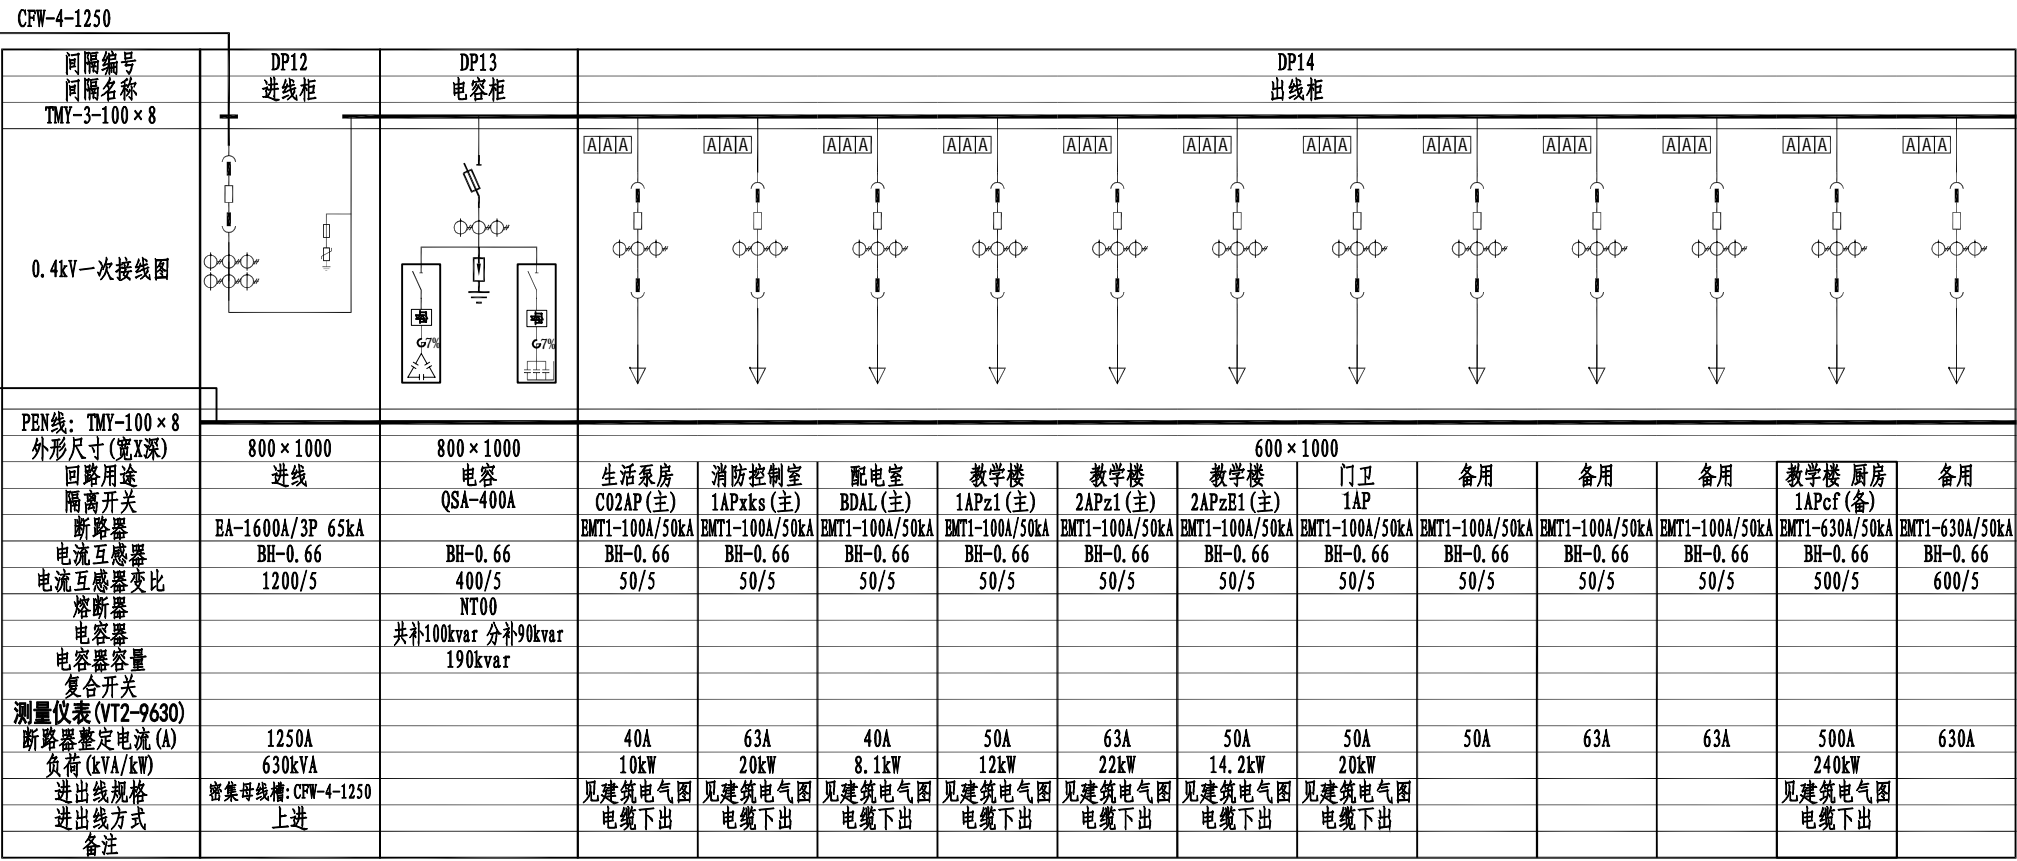 CFW-4-1250
间隔编号 DP12 DP13 DP14
间隔名称 进线柜 电容柜 出线柜
TMY-3-100×8
AAA AAA AAA AAA AAA AAA AAA AAA AAA AAA AAA AAA
0.4kV一次接线图
7% 7%
PEN线: TMY-100×8
外形尺寸(宽X深) 800×1000 800×1000 600×1000
回路用途 进线 电容 生活泵房 消防控制室 配电室 教学楼 教学楼 教学楼 门卫 备用 备用 备用 教学楼 厨房 备用
隔离开关 QSA-400A C02AP(主) 1APxks(主) BDAL(主) 1APz1(主) 2APz1(主) 2APzE1(主) 1AP 1APcf(备)
断路器 EA-1600A/3P 65kA EMT1-100A/50kA EMT1-100A/50kA EMT1-100A/50kA EMT1-100A/50kA EMT1-100A/50kA EMT1-100A/50kA EMT1-100A/50kA EMT1-100A/50kA EMT1-100A/50kA EMT1-100A/50kA EMT1-630A/50kA EMT1-630A/50kA
电流互感器 BH-0.66 BH-0.66 BH-0.66 BH-0.66 BH-0.66 BH-0.66 BH-0.66 BH-0.66 BH-0.66 BH-0.66 BH-0.66 BH-0.66 BH-0.66 BH-0.66
电流互感器变比 1200/5 400/5 50/5 50/5 50/5 50/5 50/5 50/5 50/5 50/5 50/5 50/5 500/5 600/5
熔断器 NT00
电容器 共补100kvar 分补90kvar
电容器容量 190kvar
复合开关
测量仪表(VT2-9630)
断路器整定电流(A) 1250A 40A 63A 40A 50A 63A 50A 50A 50A 63A 63A 500A 630A
负荷(kVA/kW) 630kVA 10kW 20kW 8.1kW 12kW 22kW 14.2kW 20kW 240kW
进出线规格 密集母线槽:CFW-4-1250 见建筑电气图 见建筑电气图 见建筑电气图 见建筑电气图 见建筑电气图 见建筑电气图 见建筑电气图 见建筑电气图
进出线方式 上进 电缆下出 电缆下出 电缆下出 电缆下出 电缆下出 电缆下出 电缆下出 电缆下出
备注